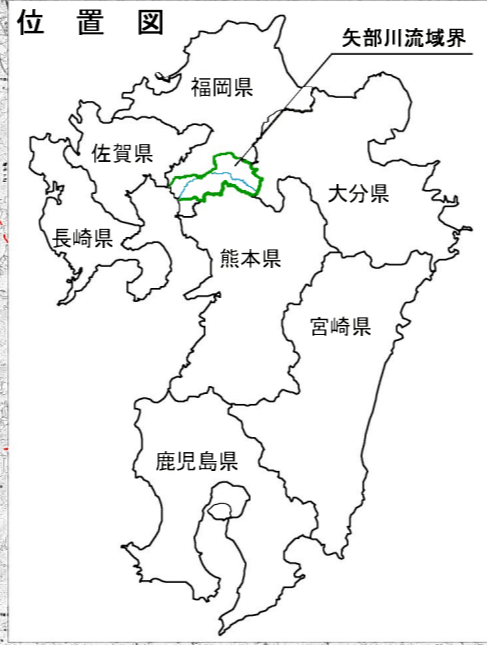 位置図
矢部川流域界
福岡県
佐賀県
大分県
長崎県
熊本県
宮崎県
鹿児島県